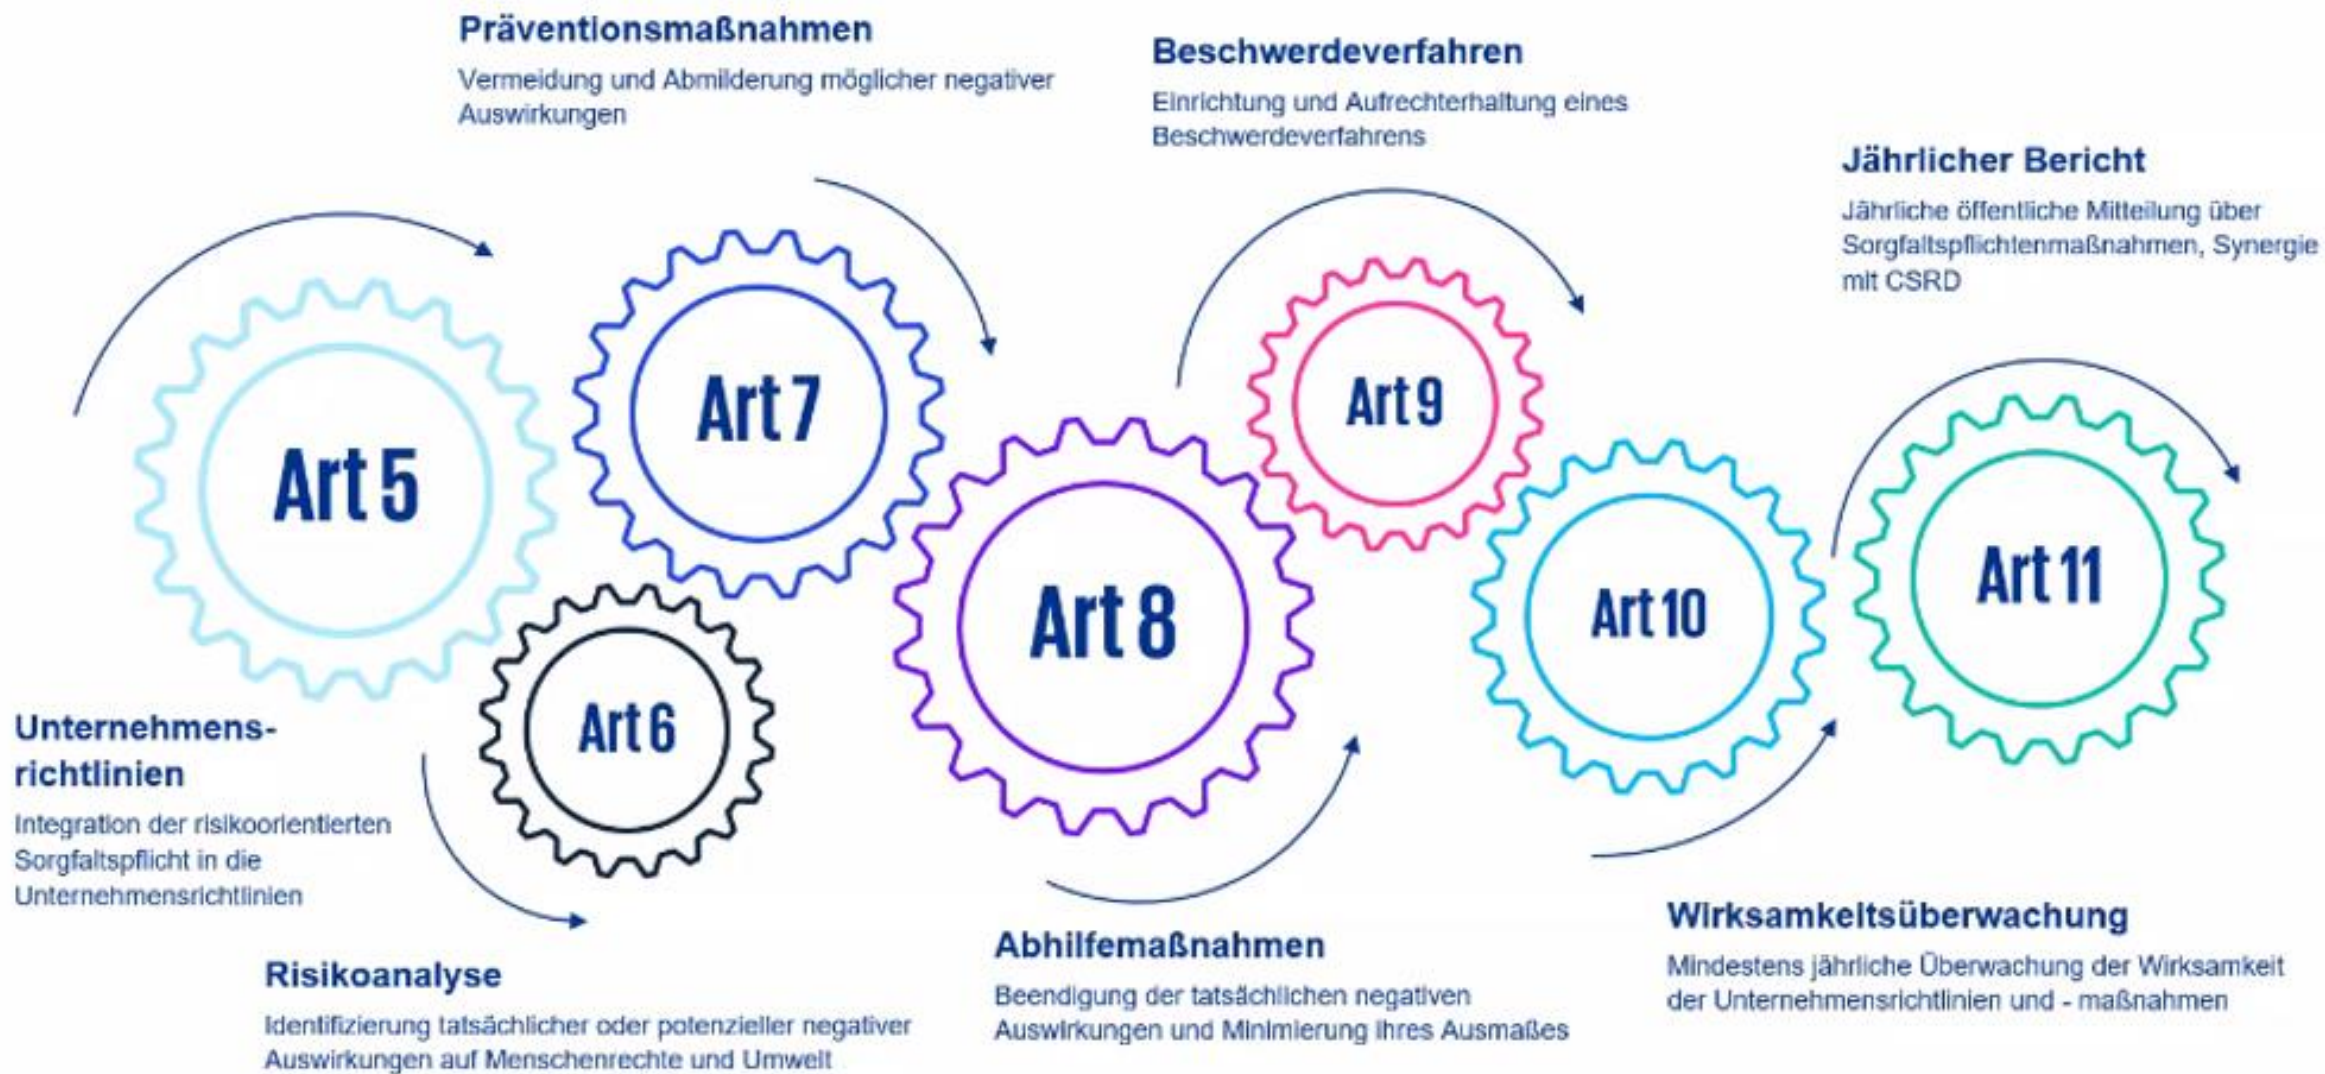 Präventionsmaßnahmen
Vermeidung und Abmilderung möglicher negativer
Auswirkungen
Beschwerdeverfahren
Einrichtung und Aufrechterhaltung eines
Beschwerdeverfahrens
Jährlicher Bericht
Jährliche öffentliche Mitteilung über
Sorgfaltspflichtenmaßnahmen, Synergie
mit CSRD
Art 5
Art 7
Art 6
Art 8
Art 9
Art 10
Art 11
Unternehmens-
richtlinien
Integration der risikoorientierten
Sorgfaltspflicht in die
Unternehmensrichtlinien
Risikoanalyse
Identifizierung tatsächlicher oder potenzieller negativer
Auswirkungen auf Menschenrechte und Umwelt
Abhilfemaßnahmen
Beendigung der tatsächlichen negativen
Auswirkungen und Minimierung ihres Ausmaßes
Wirksamkeitsüberwachung
Mindestens jährliche Überwachung der Wirksamkeit
der Unternehmensrichtlinien und - maßnahmen